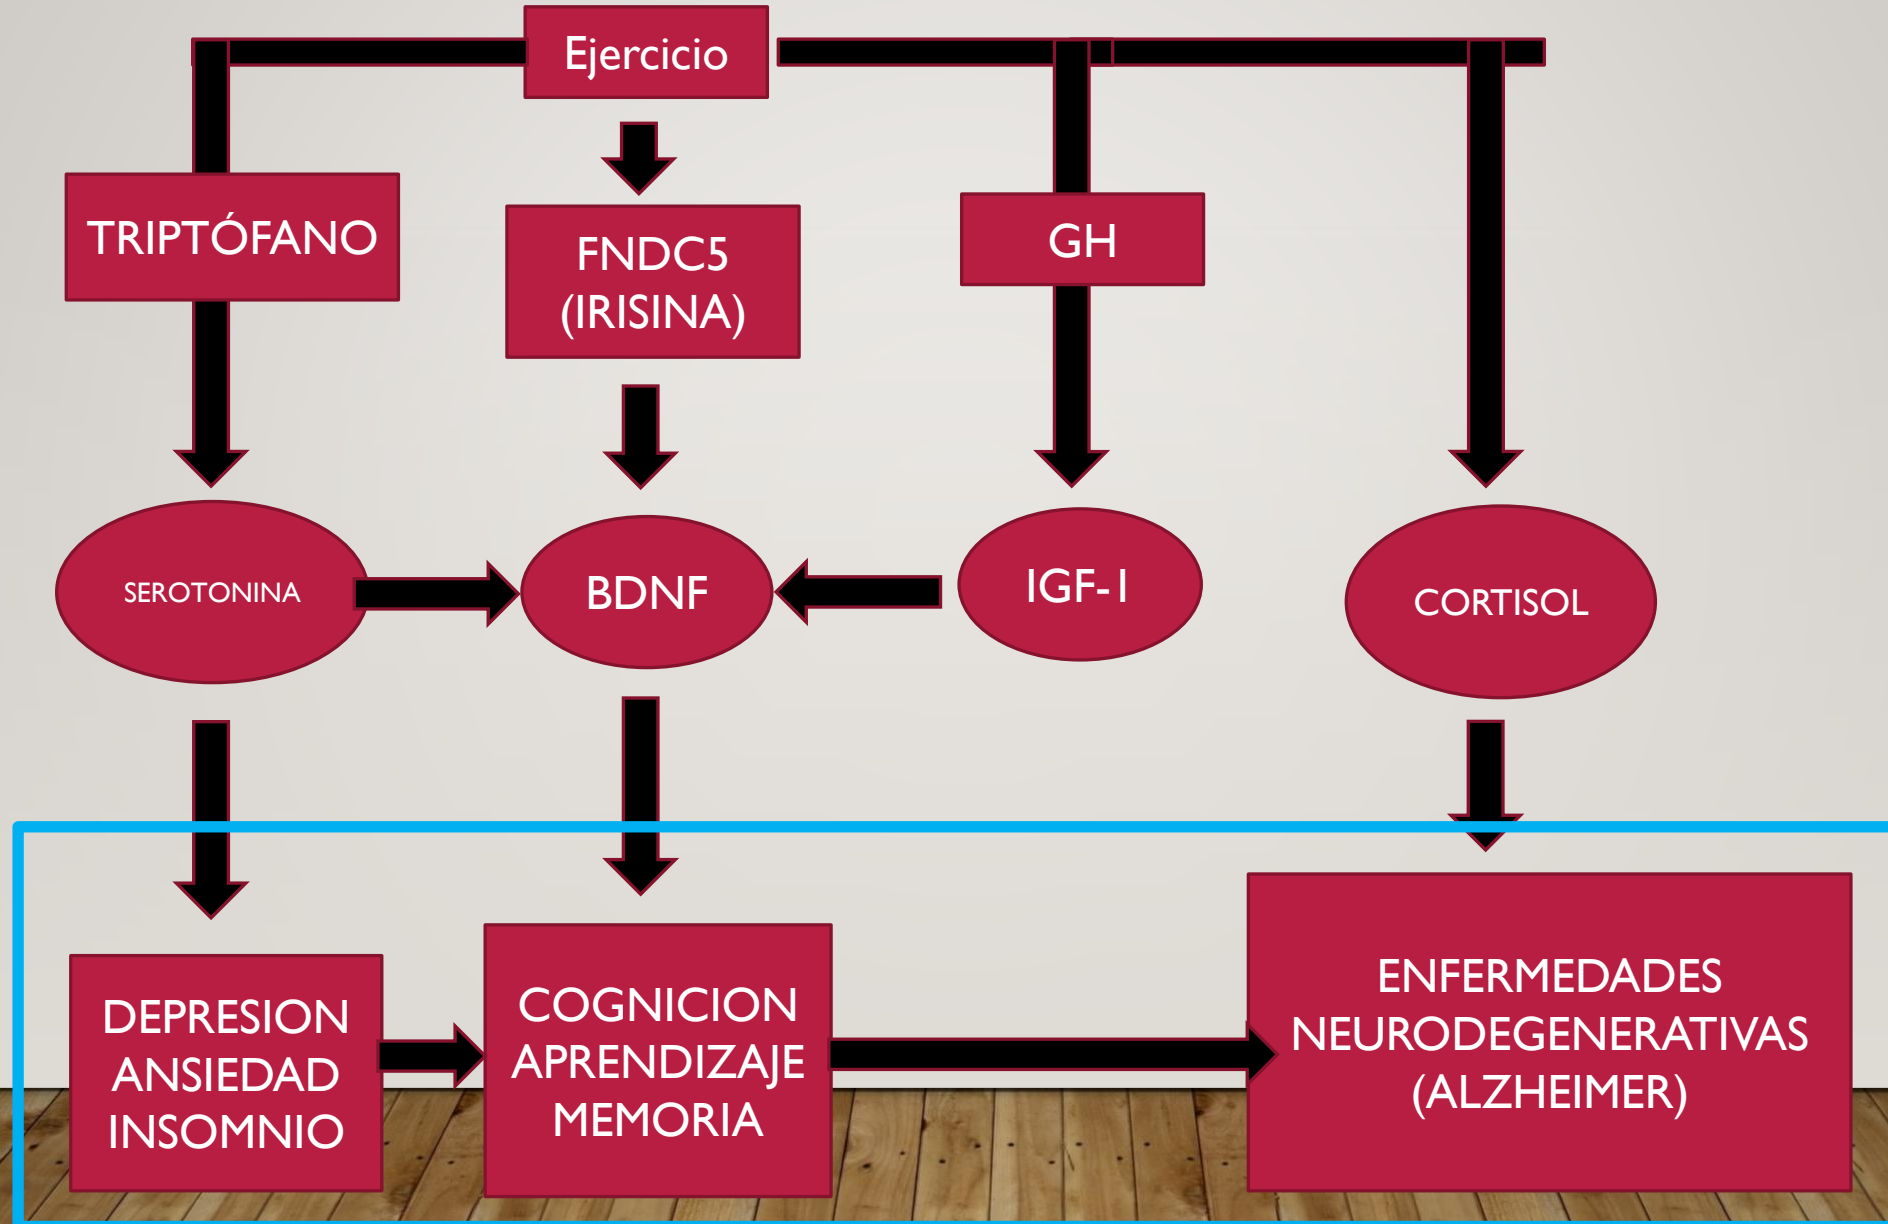 Ejercicio
TRIPTÓFANO
FNDC5
(IRISINA)
GH
SEROTONINA
BDNF
IGF-1
CORTISOL
DEPRESION
ANSIEDAD
INSOMNIO
COGNICION
APRENDIZAJE
MEMORIA
ENFERMEDADES
NEURODEGENERATIVAS
(ALZHEIMER)